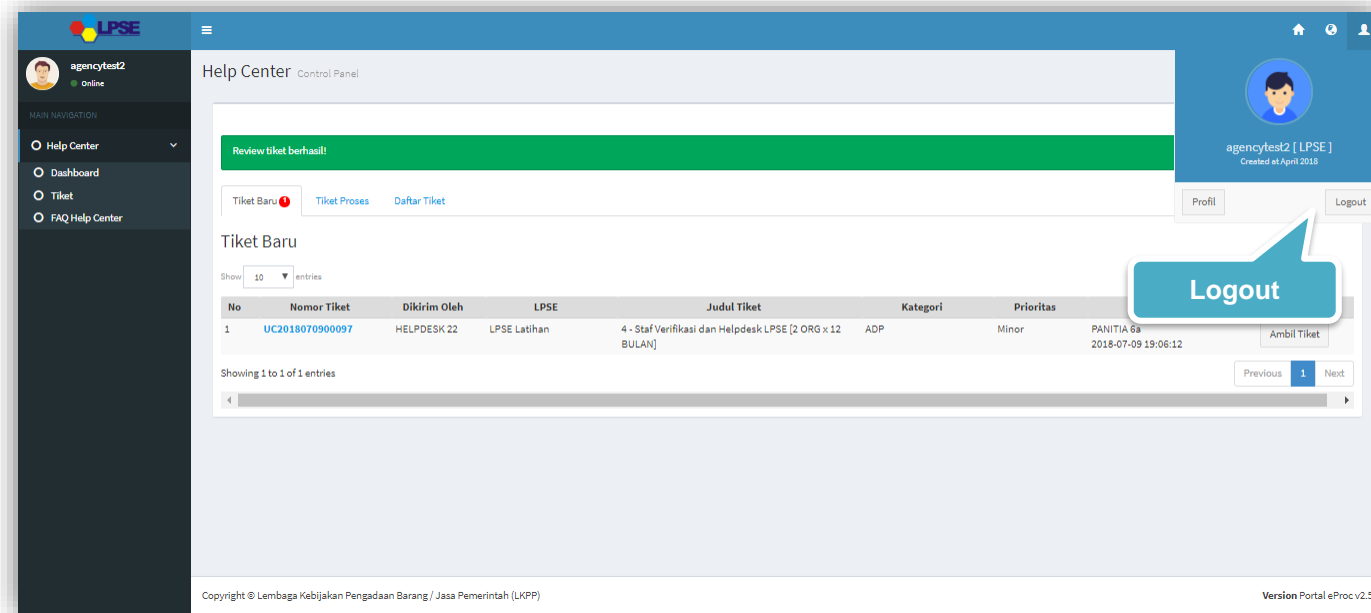 LPSE
agencytest2
Online
MAIN NAVIGATION
Help Center
Dashboard
Tiket
FAQ Help Center
Help Center Control Panel
agencytest2 [ LPSE ]
Created at April 2018
Profil
Logout
Logout
Review tiket berhasil!
Tiket Baru 1
Tiket Proses
Daftar Tiket
Tiket Baru
Show 10 entries
No Nomor Tiket Dikirim Oleh LPSE Judul Tiket Kategori Prioritas
1 UC2018070900097 HELPDESK 22 LPSE Latihan 4 - Staf Verifikasi dan Helpdesk LPSE [2 ORG x 12 ADP Minor PANITIA 6a Ambil Tiket
BULAN] 2018-07-09 19:06:12
Showing 1 to 1 of 1 entries
Previous 1 Next
Copyright © Lembaga Kebijakan Pengadaan Barang / Jasa Pemerintah (LKPP)
Version Portal eProc v2.5